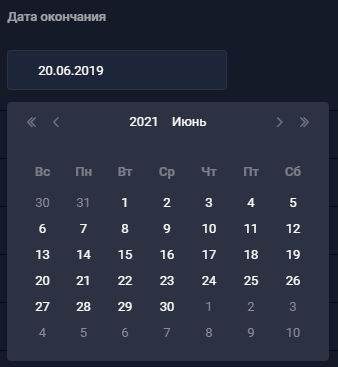 Дата окончания
20.06.2019
2021 Июнь
Вс Пн Вт Ср Чт Пт Сб
30 31 1 2 3 4 5
6 7 8 9 10 11 12
13 14 15 16 17 18 19
20 21 22 23 24 25 26
27 28 29 30 1 2 3
4 5 6 7 8 9 10